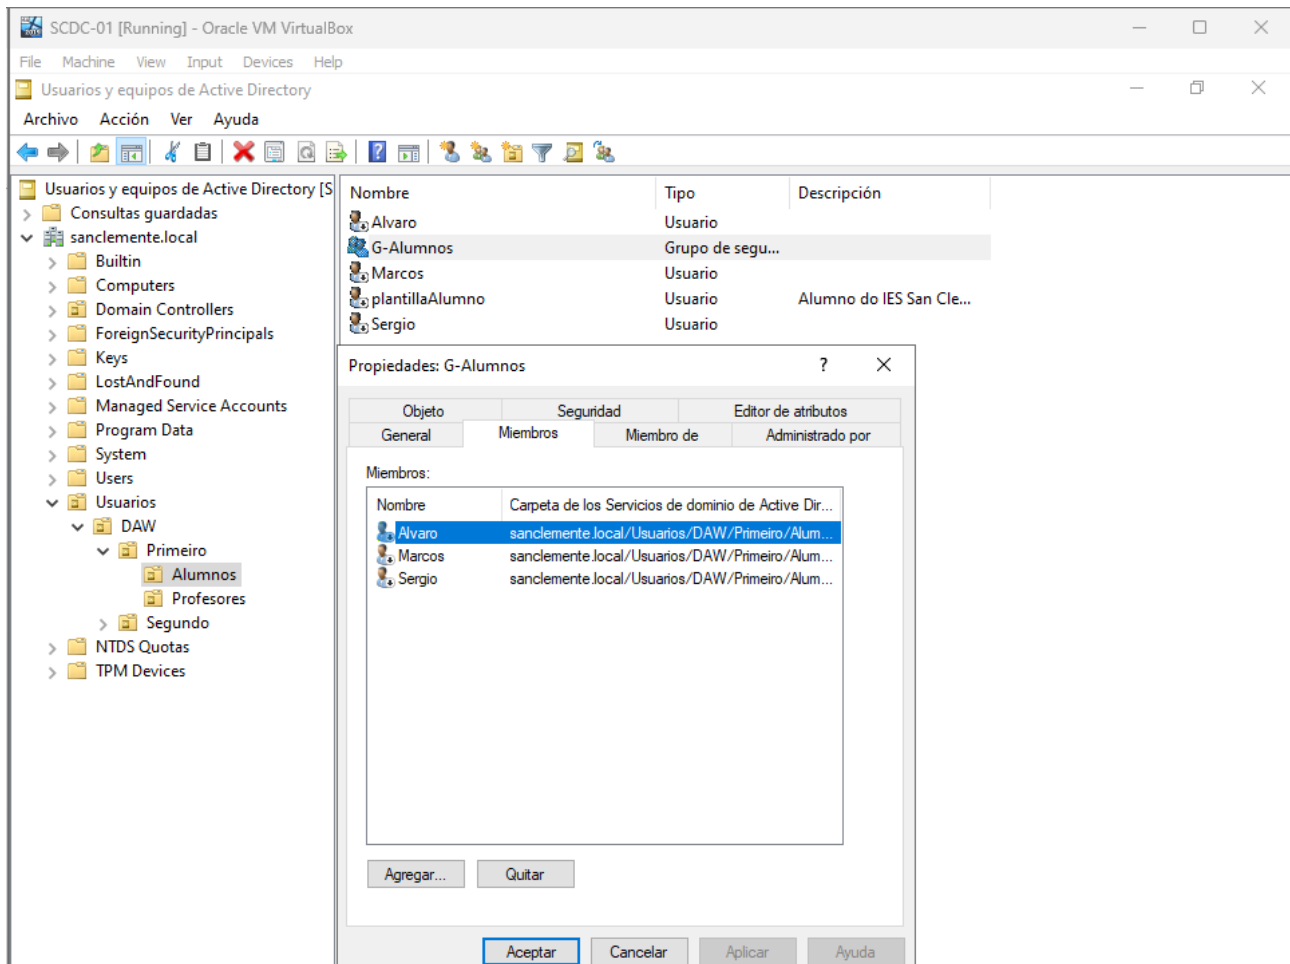 SCDC-01 [Running] - Oracle VM VirtualBox
File Machine View Input Devices Help
Usuarios y equipos de Active Directory
Archivo Acción Ver Ayuda
Usuarios y equipos de Active Directory [S
Consultas guardadas
sanclemente.local
Builtin
Computers
Domain Controllers
ForeignSecurityPrincipals
Keys
LostAndFound
Managed Service Accounts
Program Data
System
Users
Usuarios
DAW
Primeiro
Alumnos
Profesores
Segundo
NTDS Quotas
TPM Devices
Nombre Tipo Descripción
Alvaro Usuario
G-Alumnos Grupo de segu...
Marcos Usuario
plantillaAlumno Usuario Alumno do IES San Cle...
Sergio Usuario
Propiedades: G-Alumnos ?
Objeto Seguridad Editor de atributos
General Miembros Miembro de Administrado por
Miembros:
Nombre Carpeta de los Servicios de dominio de Active Dir...
Alvaro sanclemente.local/Usuarios/DAW/Primeiro/Alum...
Marcos sanclemente.local/Usuarios/DAW/Primeiro/Alum...
Sergio sanclemente.local/Usuarios/DAW/Primeiro/Alum...
Agregar... Quitar
Aceptar Cancelar Aplicar Ayuda